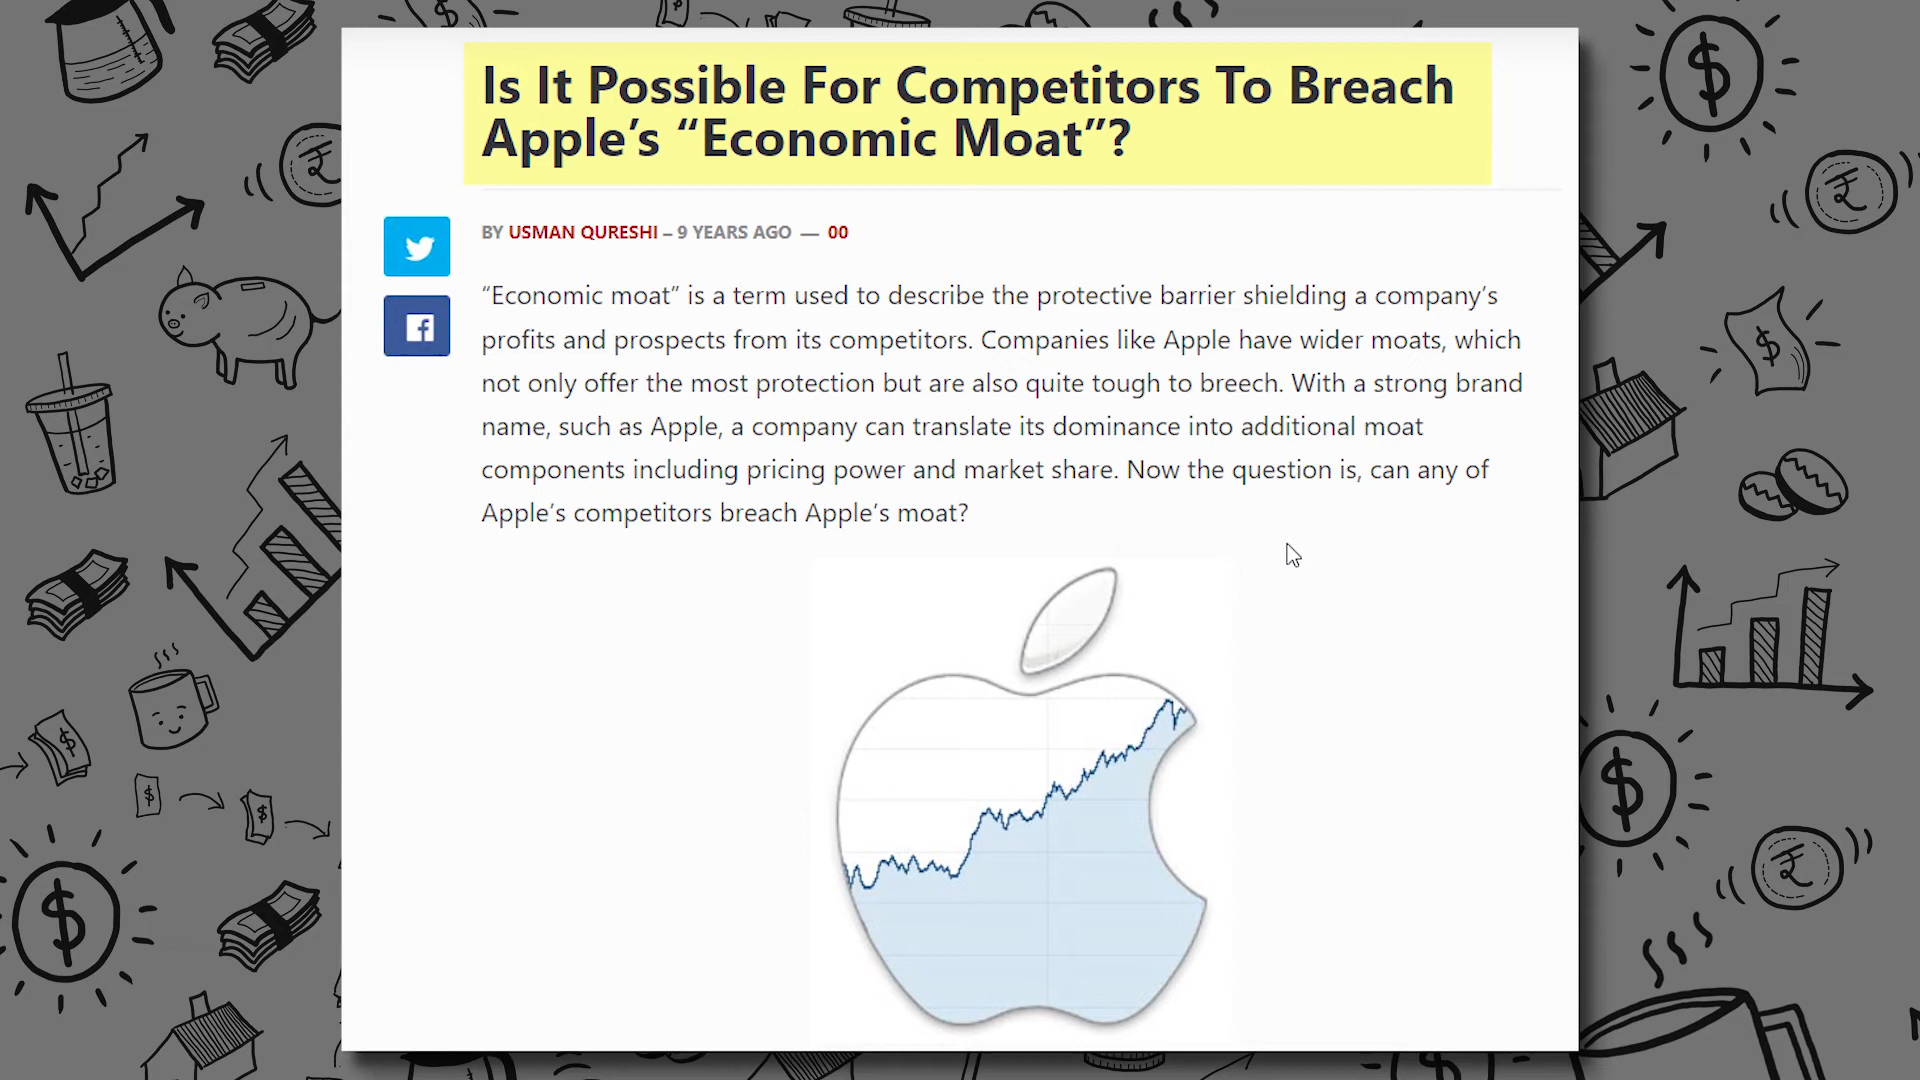 Is It Possible For Competitors To Breach
Apple’s “Economic Moat”?
BY USMAN QURESHI – 9 YEARS AGO — 00
“Economic moat” is a term used to describe the protective barrier shielding a company’s
profits and prospects from its competitors. Companies like Apple have wider moats, which
not only offer the most protection but are also quite tough to breech. With a strong brand
name, such as Apple, a company can translate its dominance into additional moat
components including pricing power and market share. Now the question is, can any of
Apple’s competitors breach Apple’s moat?